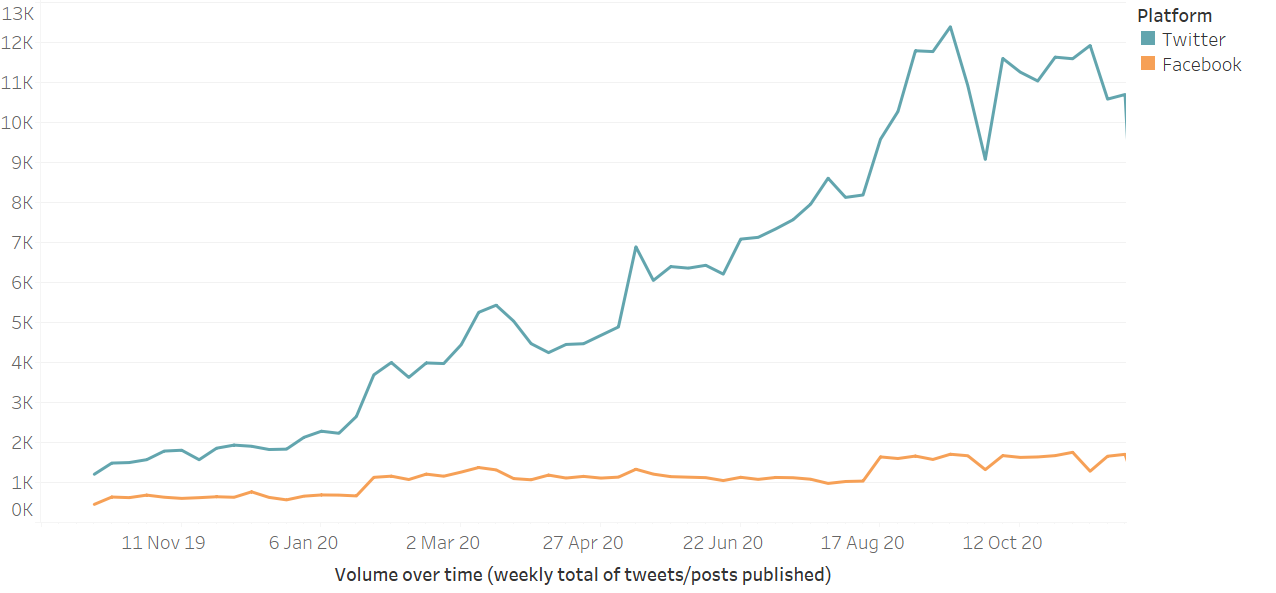 13K
Platform
12K
Twitter
Facebook
11K
10K
9K
8K
7K
6K
5K
4K
3K
2K
1K
0K
11 Nov 19 6 Jan 20 2 Mar 20 27 Apr 20 22 Jun 20 17 Aug 20 12 Oct 20
Volume over time (weekly total of tweets/posts published)